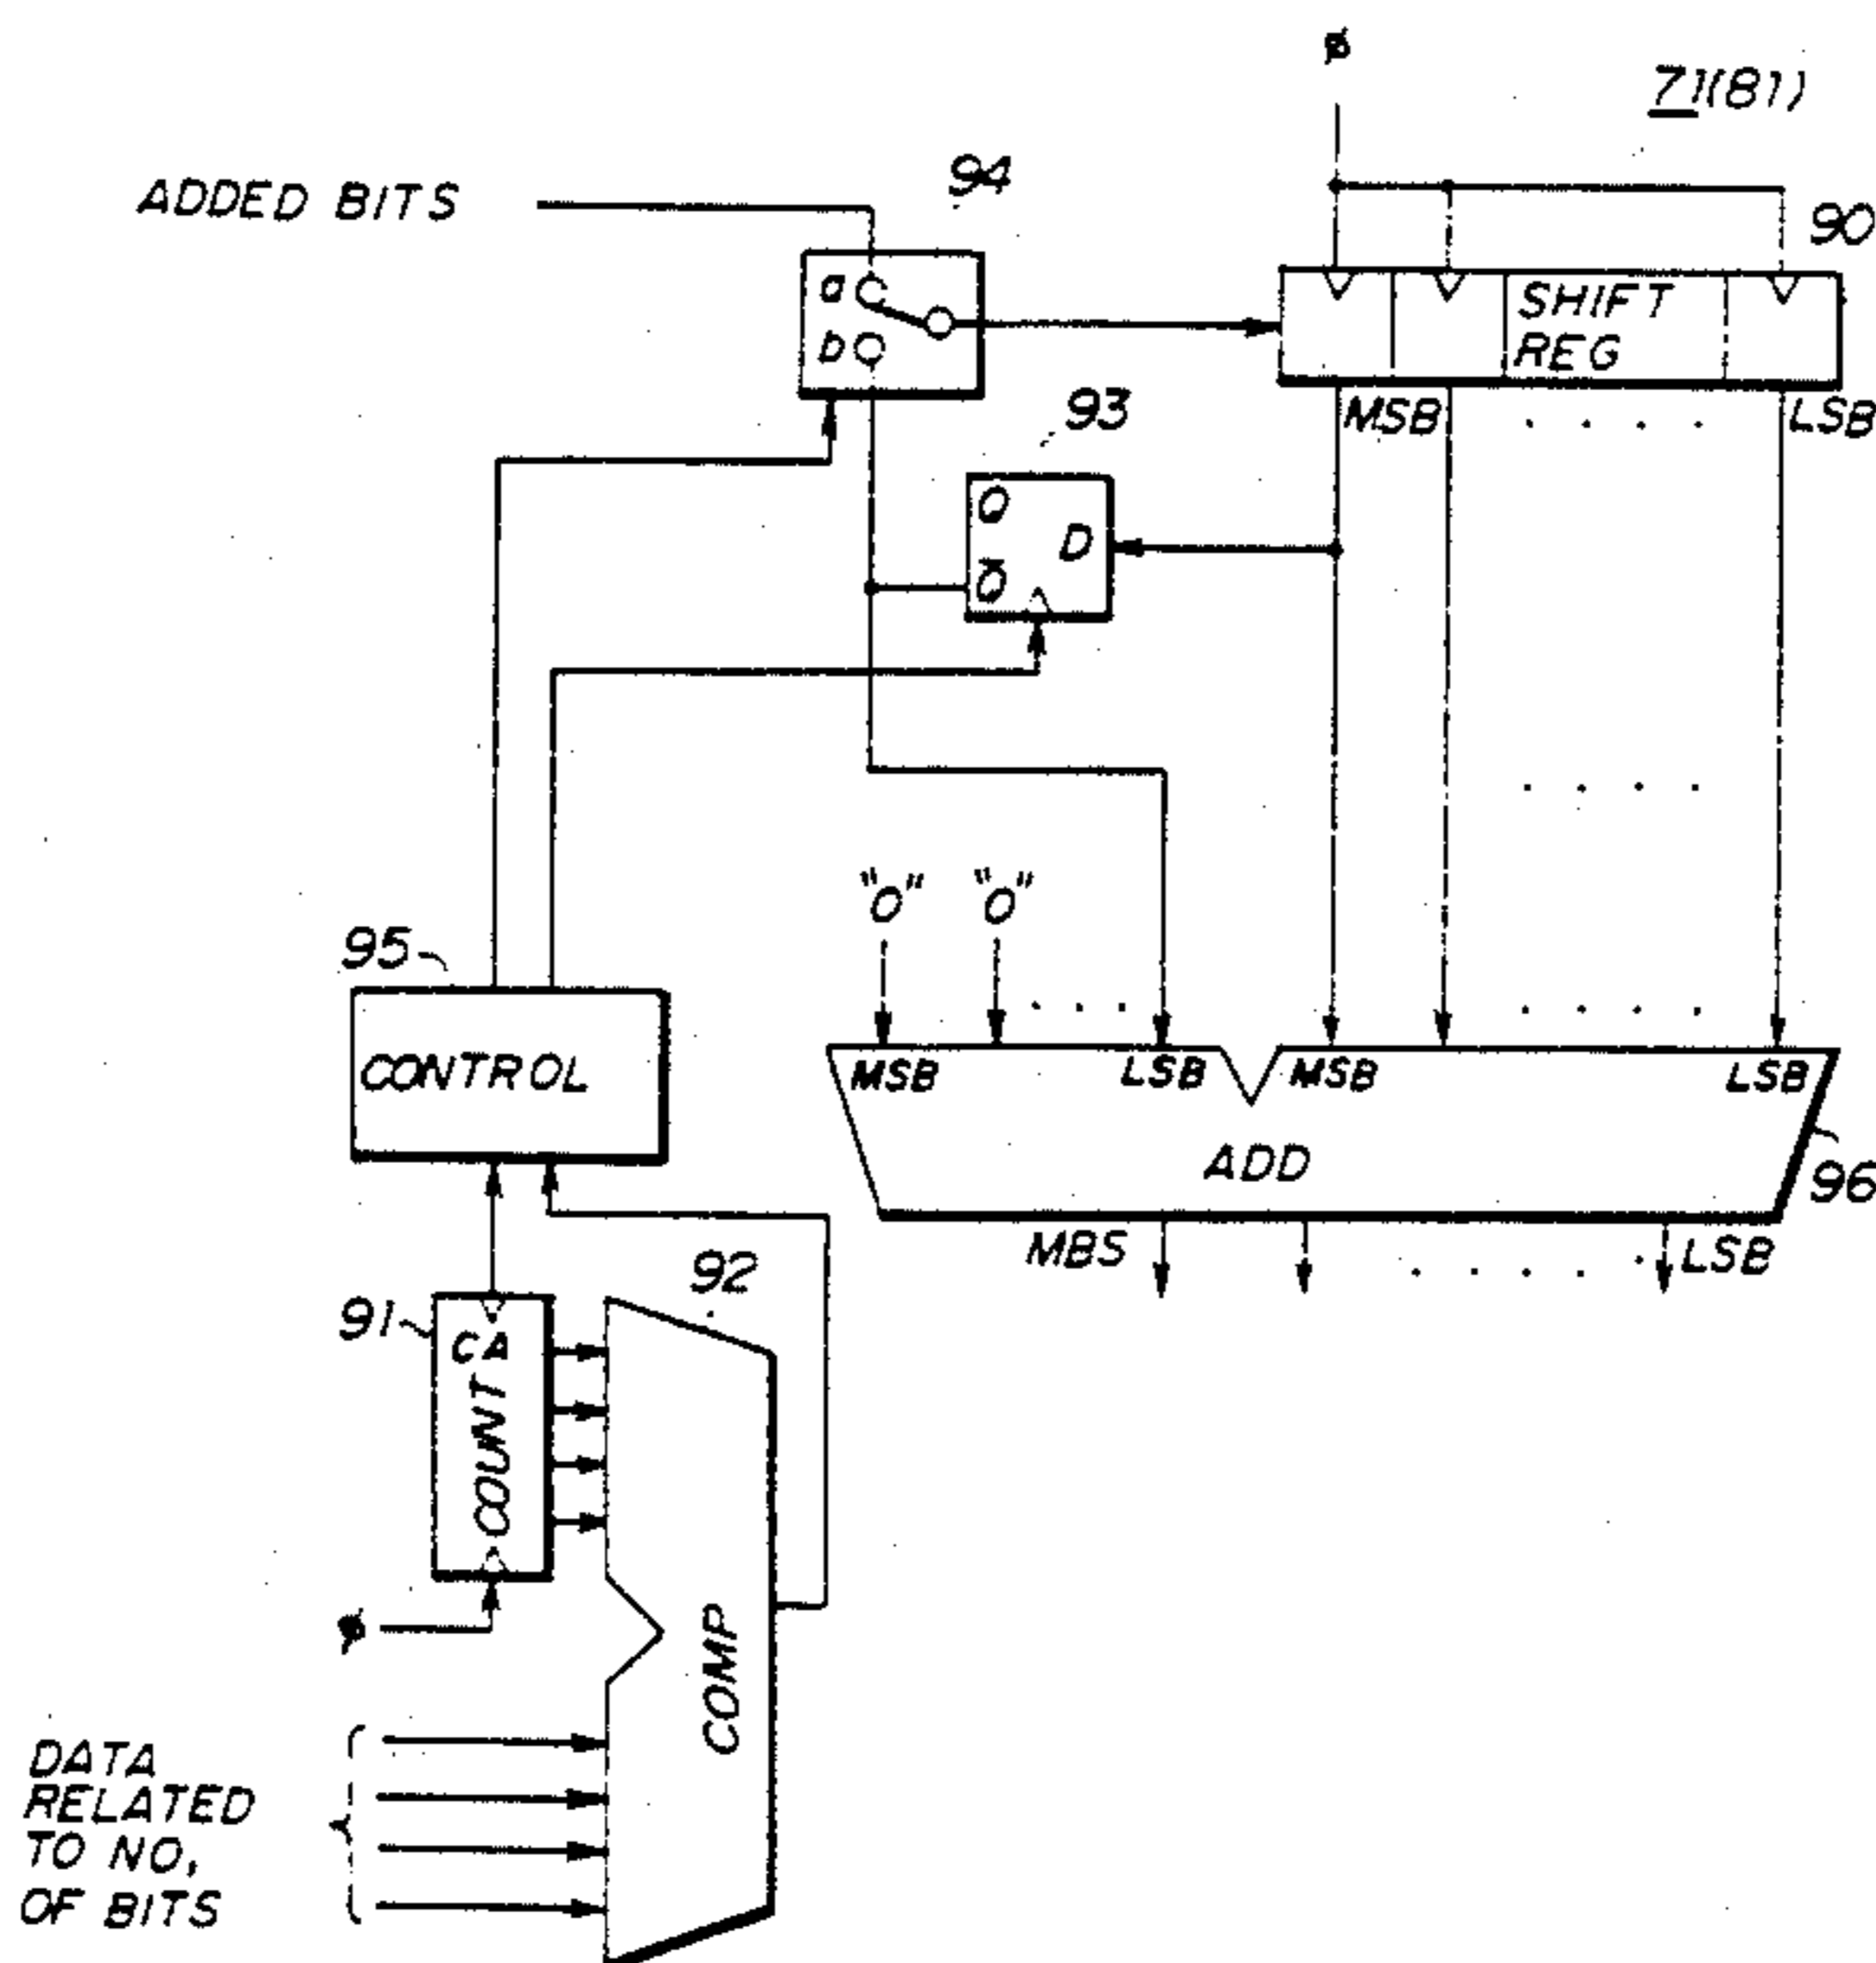 ø
71(81)
ADDED BITS
94
90
a
b
SHIFT
REG
MSB
LSB
93
Q
D
Q̄
"0" "0"
95
CONTROL
MSB LSB MSB LSB
ADD
96
MBS
LSB
92
91
CA
COUNT
ø
COMP
DATA
RELATED
TO NO,
OF BITS